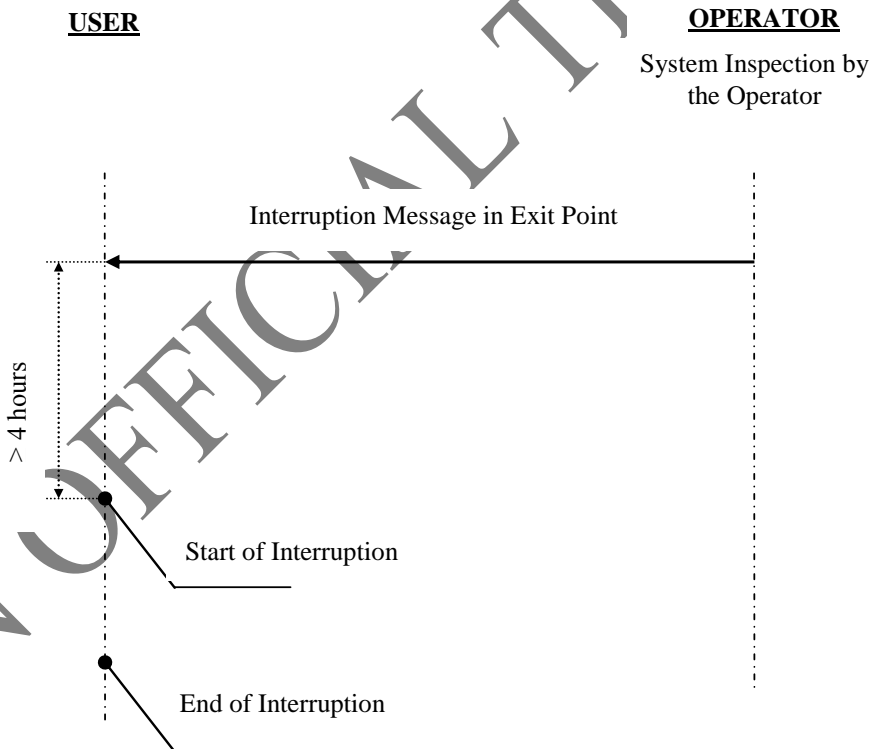 USER
OPERATOR
System Inspection by
the Operator
Interruption Message in Exit Point
> 4 hours
Start of Interruption
End of Interruption
OFFICIAL